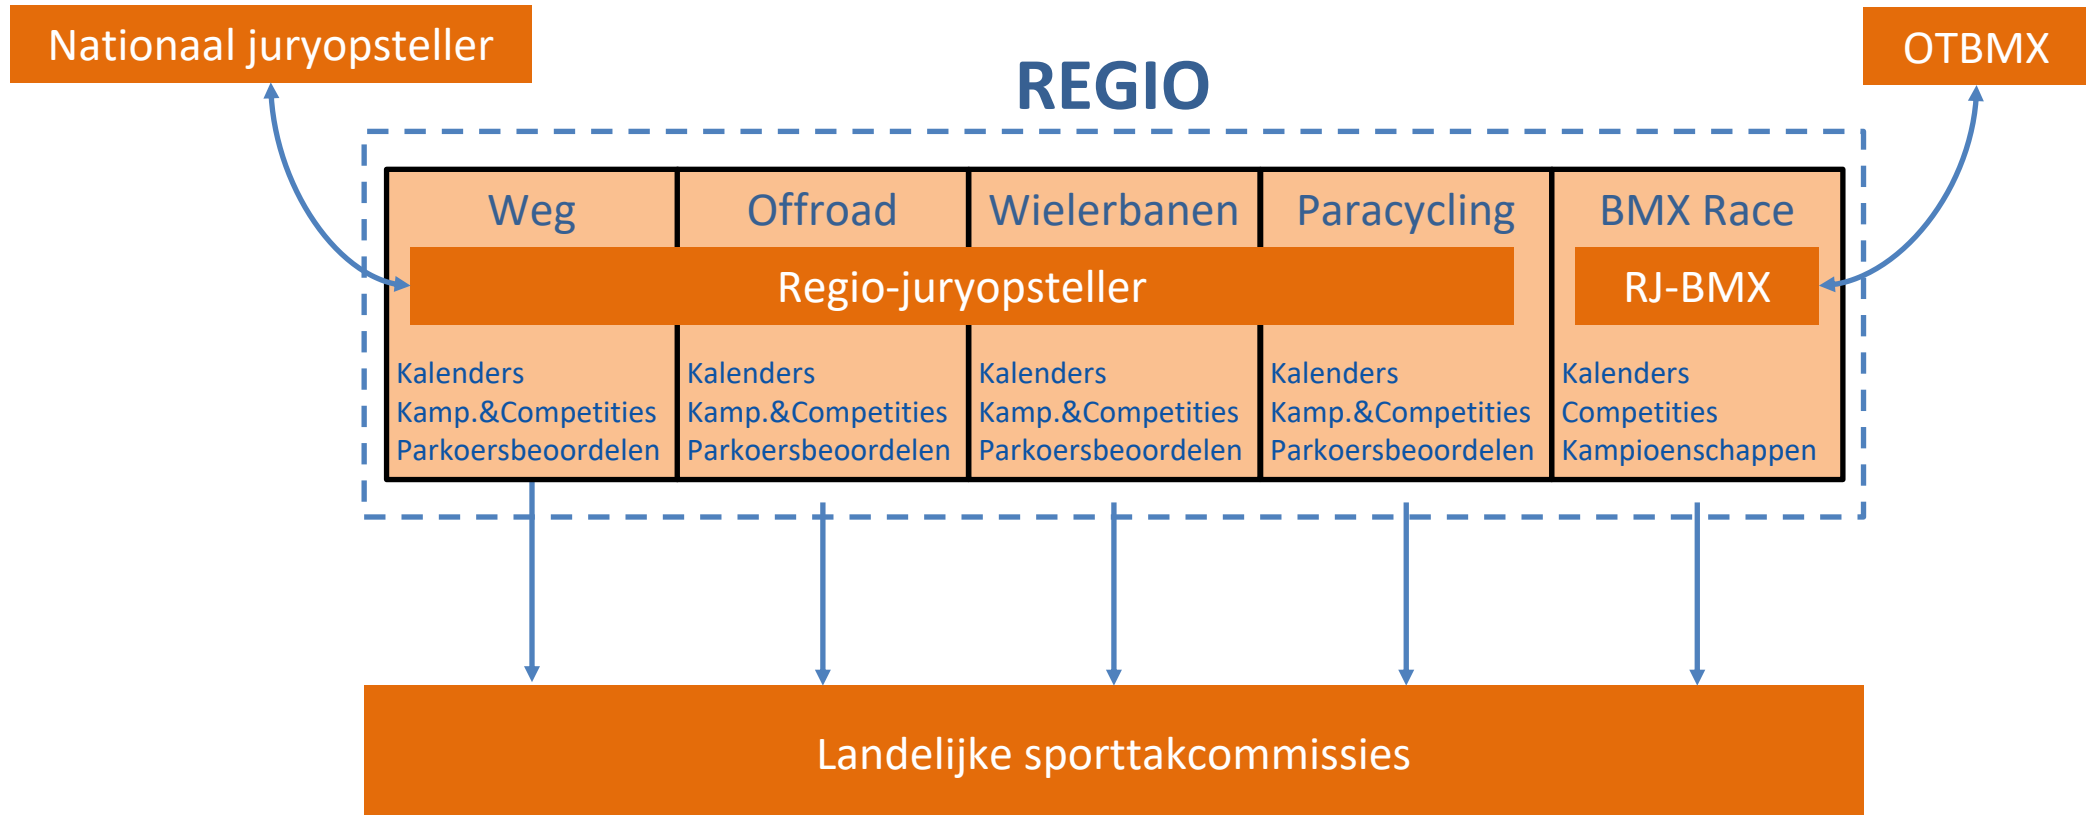 Nationaal juryopsteller
OTBMX
REGIO
Weg
Offroad
Wielerbanen
Paracycling
BMX Race
Regio-juryopsteller
RJ-BMX
Kalenders
Kamp.&Competities
Parkoersbeoordelen
Kalenders
Kamp.&Competities
Parkoersbeoordelen
Kalenders
Kamp.&Competities
Parkoersbeoordelen
Kalenders
Kamp.&Competities
Parkoersbeoordelen
Kalenders
Competities
Kampioenschappen
Landelijke sporttakcommissies